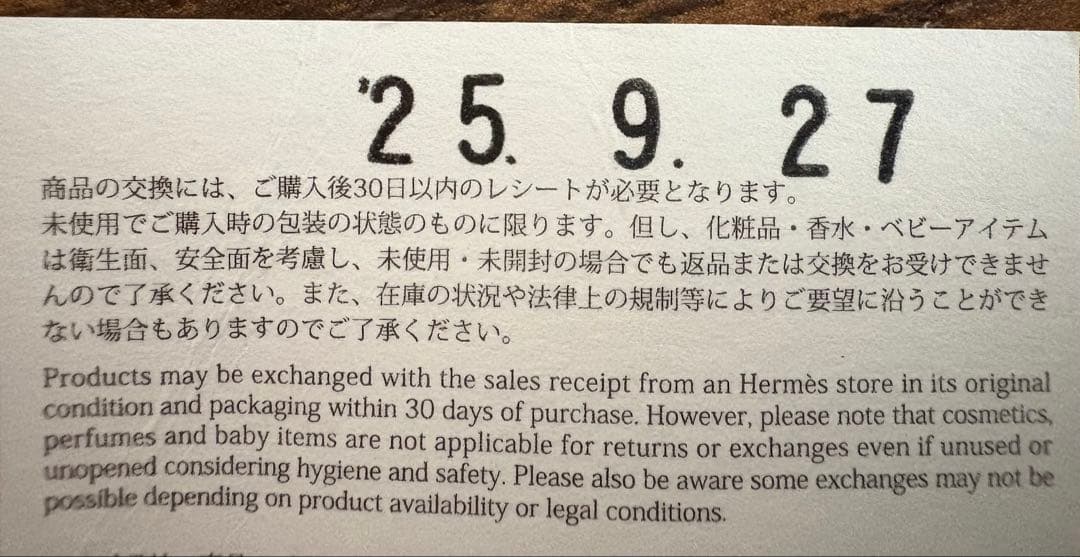 '25. 9. 27
商品の交換には、ご購入後30日以内のレシートが必要となります。
未使用でご購入時の包装の状態のものに限ります。但し、化粧品・香水・ベビーアイテム
は衛生面、安全面を考慮し、未使用・未開封の場合でも返品または交換をお受けできませ
んので了承ください。また、在庫の状況や法律上の規制等によりご要望に沿うことができ
ない場合もありますのでご了承ください。
Products may be exchanged with the sales receipt from an Hermès store in its original
condition and packaging within 30 days of purchase. However, please note that cosmetics,
perfumes and baby items are not applicable for returns or exchanges even if unused or
unopened considering hygiene and safety. Please also be aware some exchanges may not be
possible depending on product availability or legal conditions.